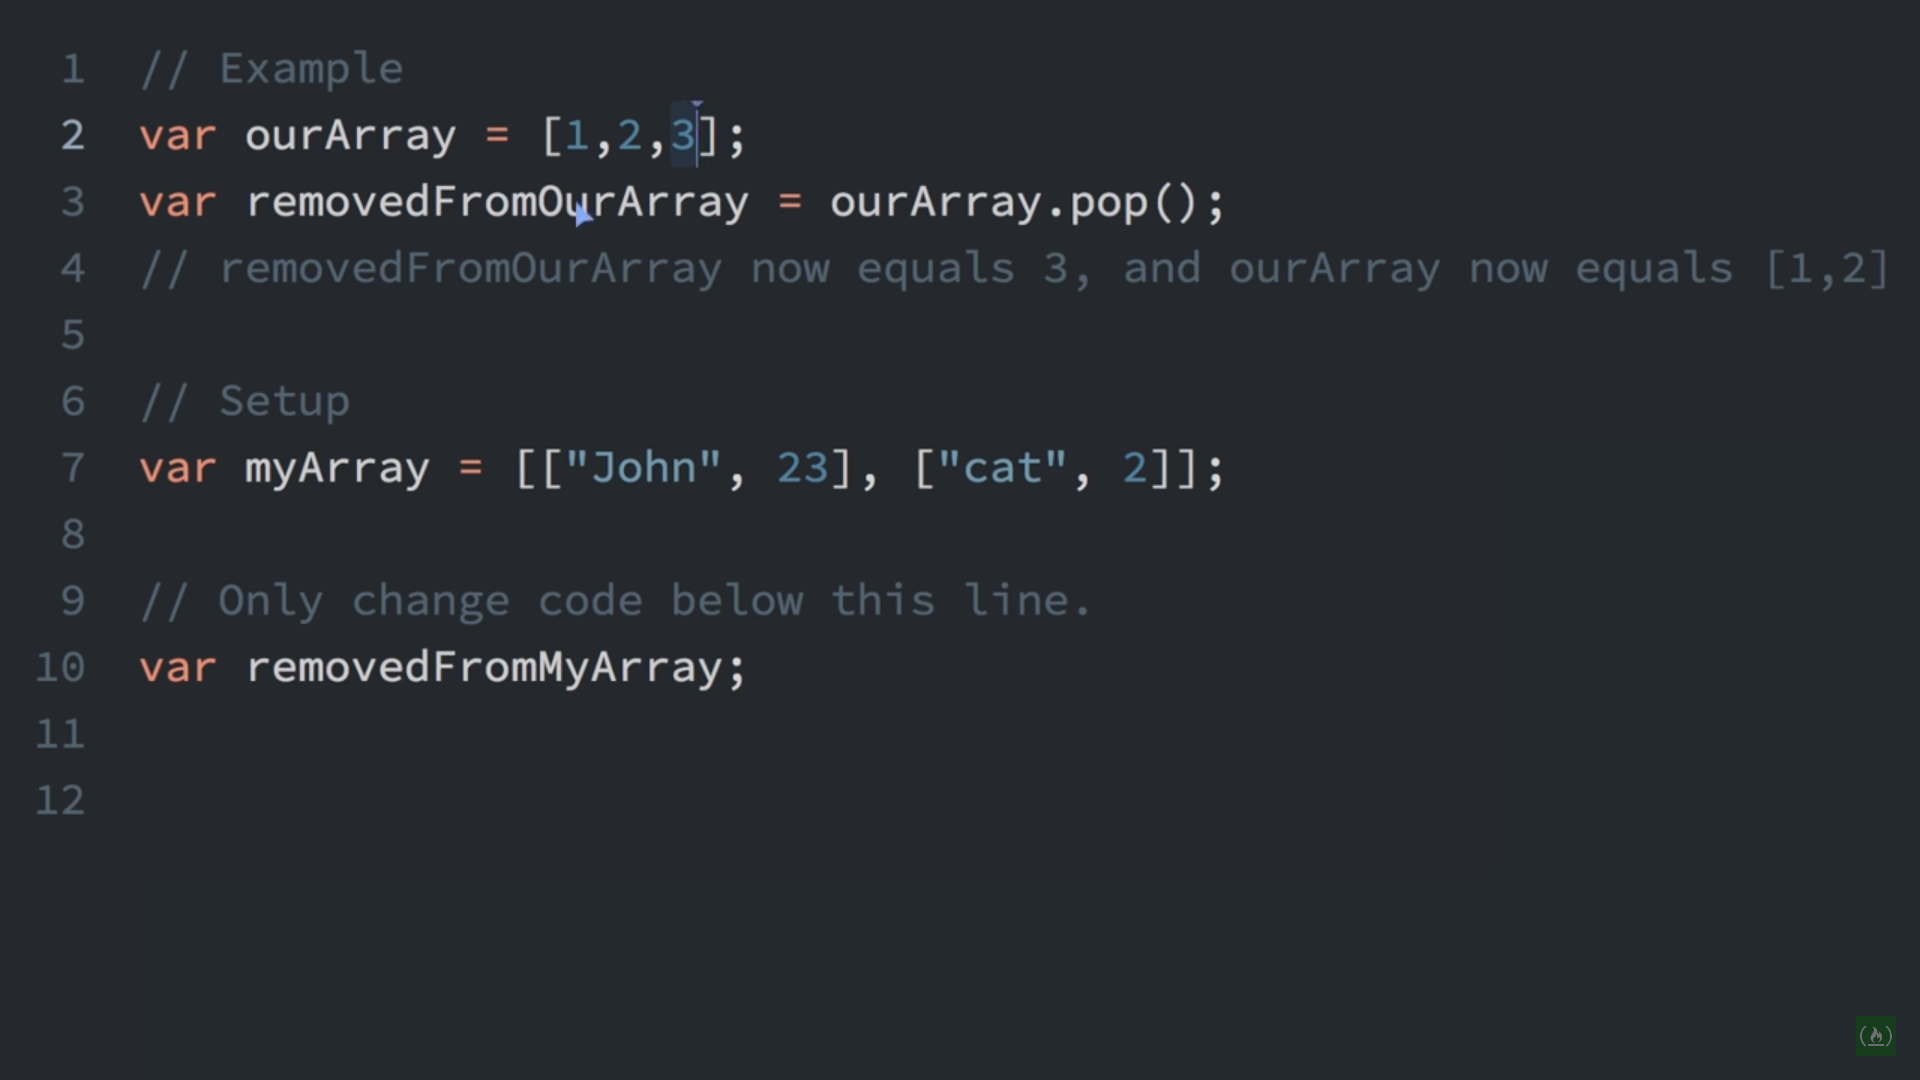 1 // Example
2 var ourArray = [1,2,3];
3 var removedFromOurArray = ourArray.pop();
4 // removedFromOurArray now equals 3, and ourArray now equals [1,2]
5
6 // Setup
7 var myArray = [["John", 23], ["cat", 2]];
8
9 // Only change code below this line.
10 var removedFromMyArray;
11
12